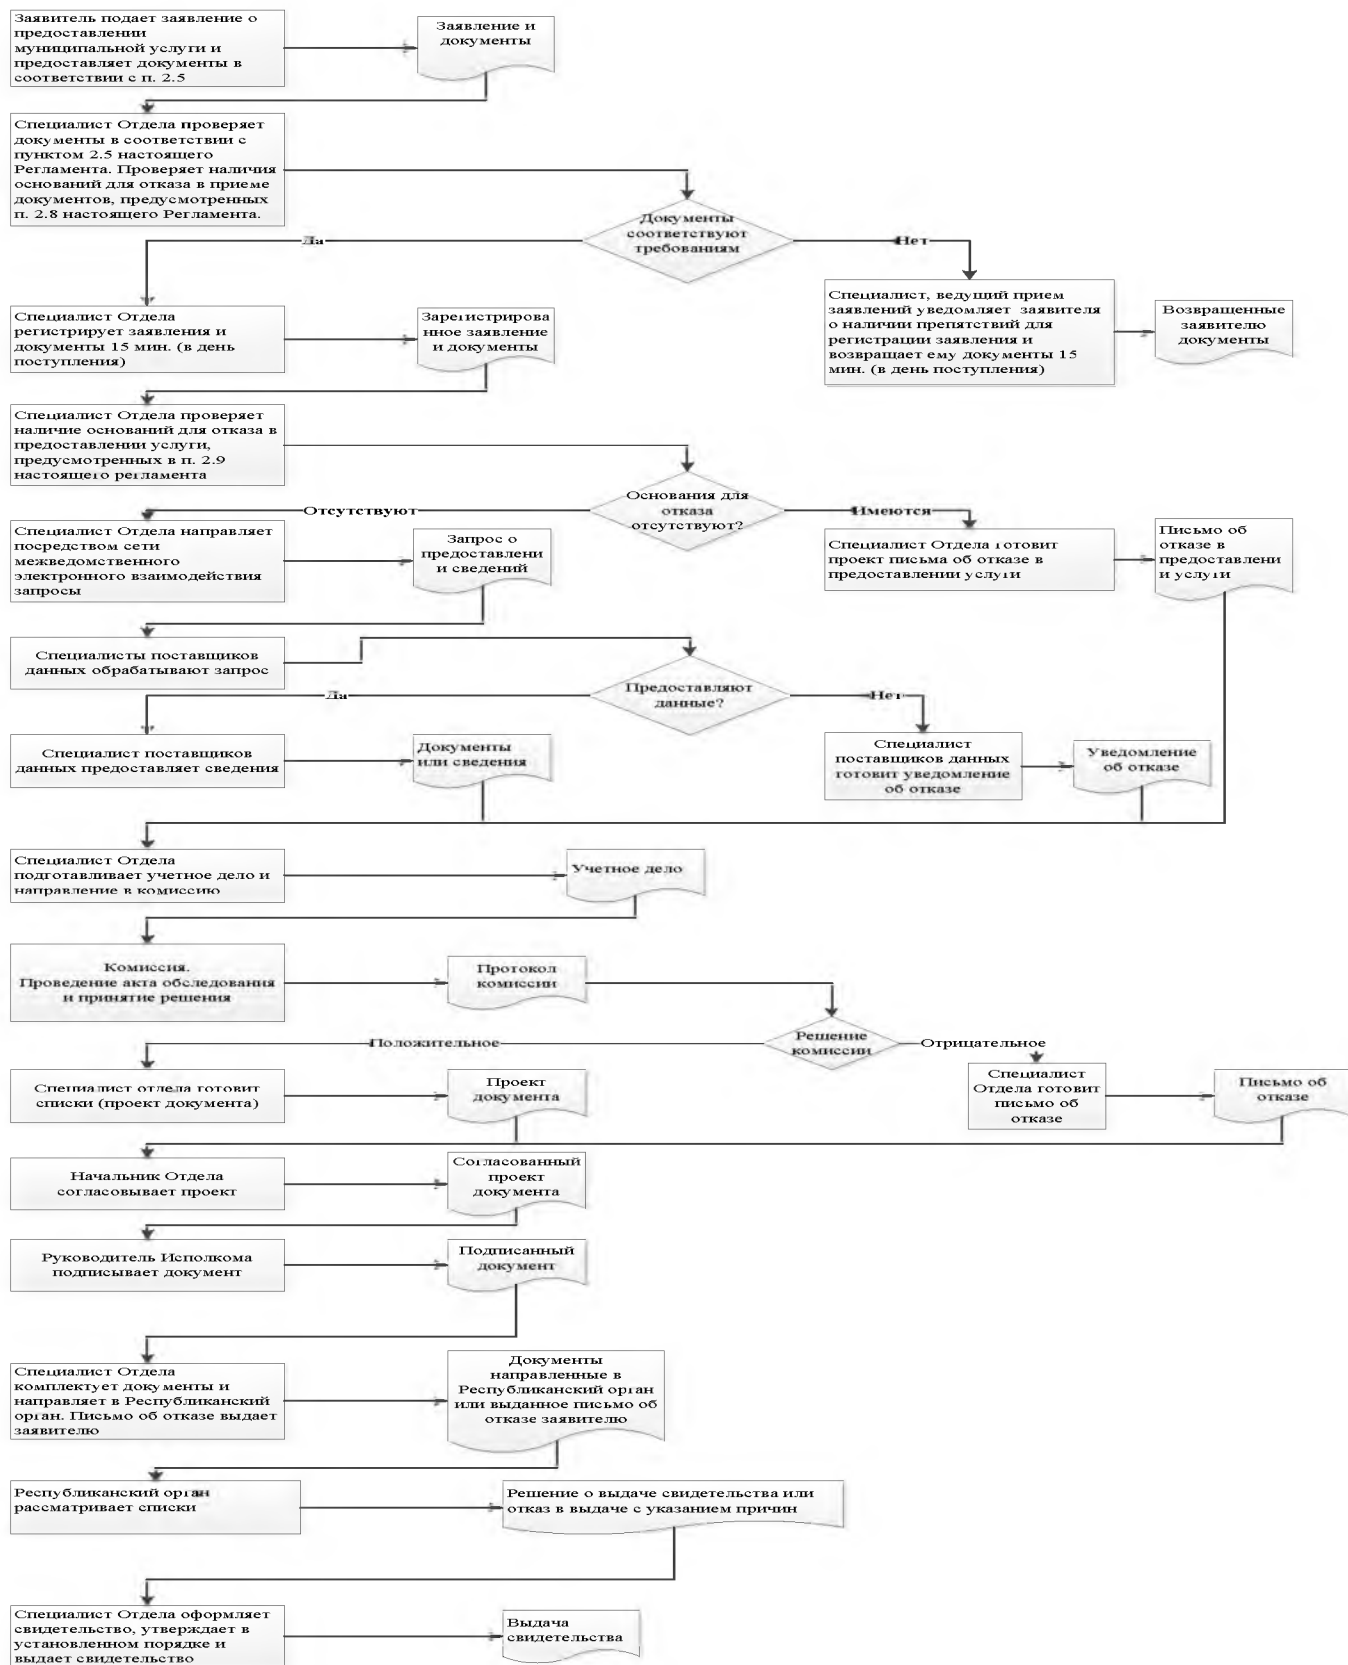 Заявитель подает заявление о
предоставлении
муниципальной услуги и
предоставляет документы в
соответствии с п. 2.5
Заявление и
документы
Специалист Отдела проверяет
документы в соответствии с
пунктом 2.5 настоящего
Регламента. Проверяет наличия
оснований для отказа в приеме
документов, предусмотренных
п. 2.8 настоящего Регламента.
Документы
соответствуют
требованиям
Да
Нет
Специалист Отдела
регистрирует заявления и
документы 15 мин. (в день
поступления)
Зарегистрирова
нное заявление
и документы
Специалист, ведущий прием
заявлений уведомляет заявителя
о наличии препятствий для
регистрации заявления и
возвращает ему документы 15
мин. (в день поступления)
Возвращенные
заявителю
документы
Специалист Отдела проверяет
наличие оснований для отказа в
предоставлении услуги,
предусмотренных в п. 2.9
настоящего регламента
Основания для
отказа
отсутствуют?
Отсутствуют
Имеются
Специалист Отдела направляет
посредством сети
межведомственного
электронного взаимодействия
запросы
Запрос о
предоставлени
и сведений
Специалист Отдела готовит
проект письма об отказе в
предоставлении услуги
Письмо об
отказе в
предоставлени
и услуги
Специалисты поставщиков
данных обрабатывают запрос
Предоставляют
данные?
Да
Нет
Специалист поставщиков
данных предоставляет сведения
Документы
или сведения
Специалист
поставщиков данных
готовит уведомление
об отказе
Уведомление
об отказе
Специалист Отдела
подготавливает учетное дело и
направление в комиссию
Учетное дело
Комиссия.
Проведение акта обследования
и принятие решения
Протокол
комиссии
Решение
комиссии
Положительное
Отрицательное
Специалист отдела готовит
списки (проект документа)
Проект
документа
Специалист
Отдела готовит
письмо об
отказе
Письмо об
отказе
Начальник Отдела
согласовывает проект
Согласованный
проект
документа
Руководитель Исполкома
подписывает документ
Подписанный
документ
Специалист Отдела
комплектует документы и
направляет в Республиканский
орган. Письмо об отказе выдает
заявителю
Документы
направленные в
Республиканский орган
или выданное письмо об
отказе заявителю
Республиканский орган
рассматривает списки
Решение о выдаче свидетельства или
отказ в выдаче с указанием причин
Специалист Отдела оформляет
свидетельство, утверждает в
установленном порядке и
выдает свидетельство
Выдача
свидетельства